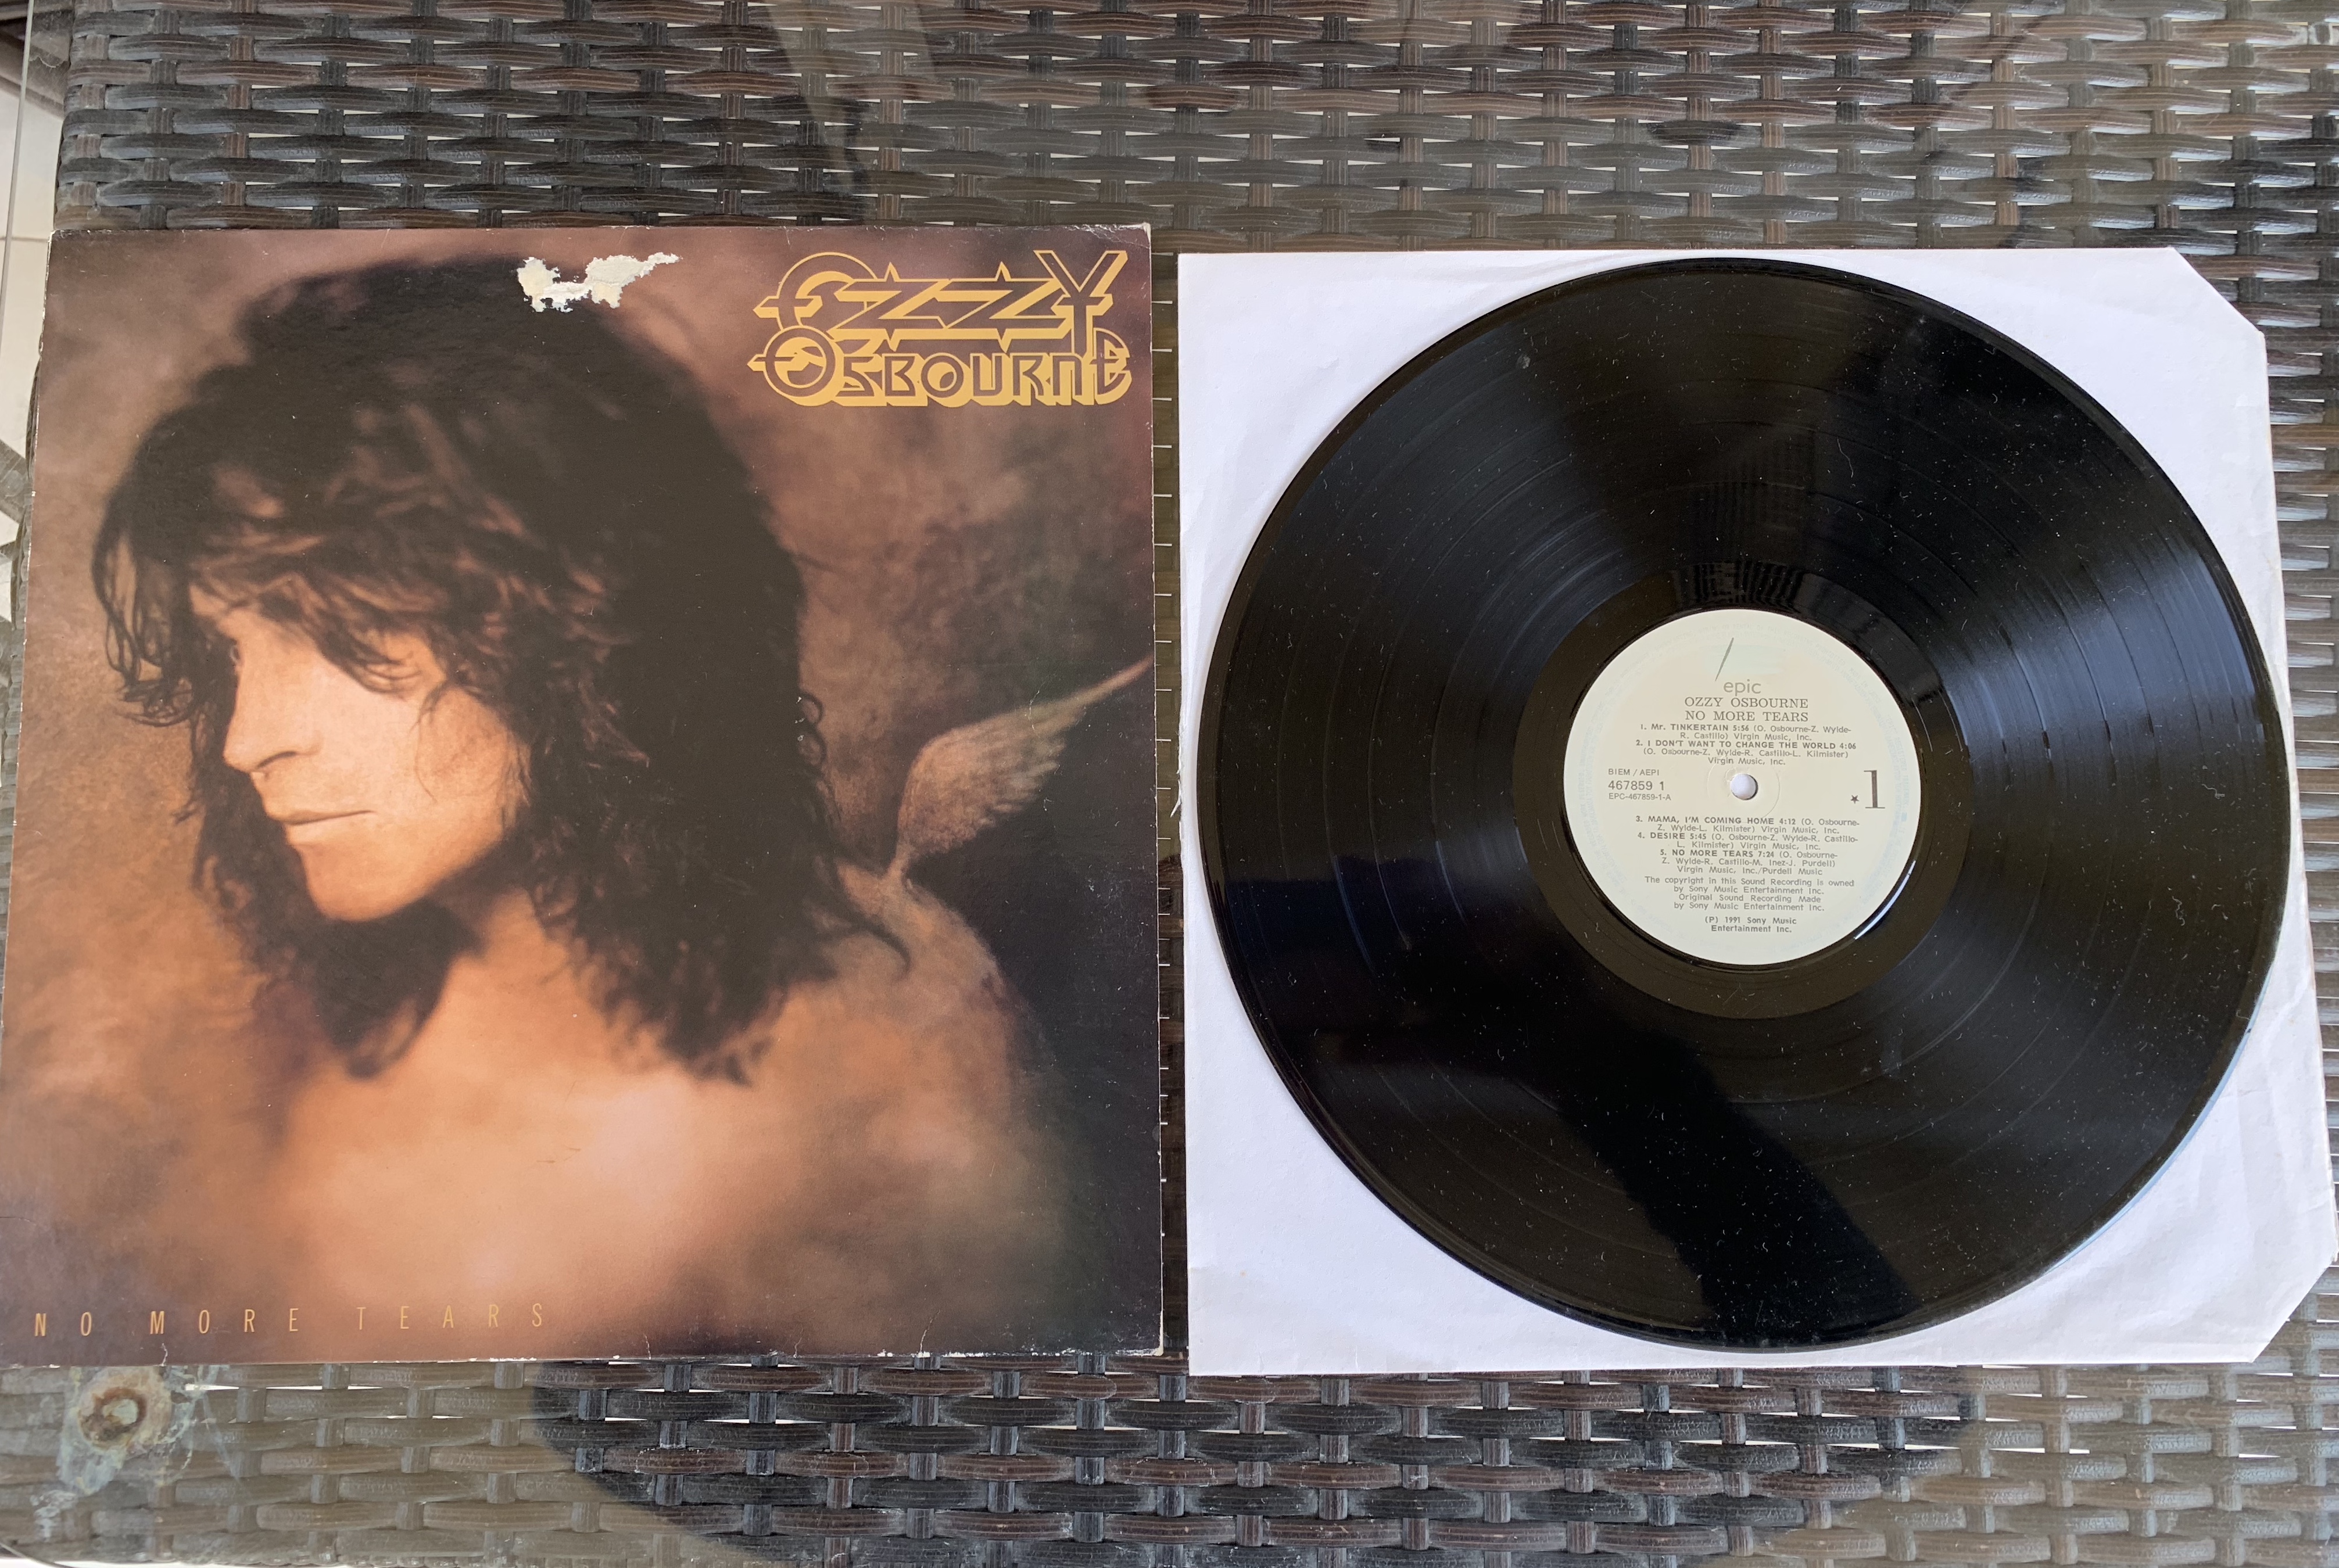 OZZY
OSBOURNE
NO MORE TEARS
epic
OZZY OSBOURNE
NO MORE TEARS
1. Mr. TINKERTAIN 5:56 (O. Osbourne-Z. Wylde-
R. Castillo) Virgin Music, Inc.
2. I DON'T WANT TO CHANGE THE WORLD 4:06
(O. Osbourne-Z. Wylde-R. Castillo-L. Kilmister)
Virgin Music, Inc.
BIEM / AEPI
467859 1
EPC-467859-1-A
1
3. MAMA, I'M COMING HOME 4:12 (O. Osbourne-
Z. Wylde-L. Kilmister) Virgin Music, Inc.
4. DESIRE 5:45 (O. Osbourne-Z. Wylde-R. Castillo-
L. Kilmister) Virgin Music, Inc.
5. NO MORE TEARS 7:24 (O. Osbourne-
Z. Wylde-R. Castillo-M. Inez-J. Purdell)
Virgin Music, Inc./Purdell Music
The copyright in this Sound Recording is owned
by Sony Music Entertainment Inc.
Original Sound Recording Made
by Sony Music Entertainment Inc.
(P) 1991 Sony Music
Entertainment Inc.